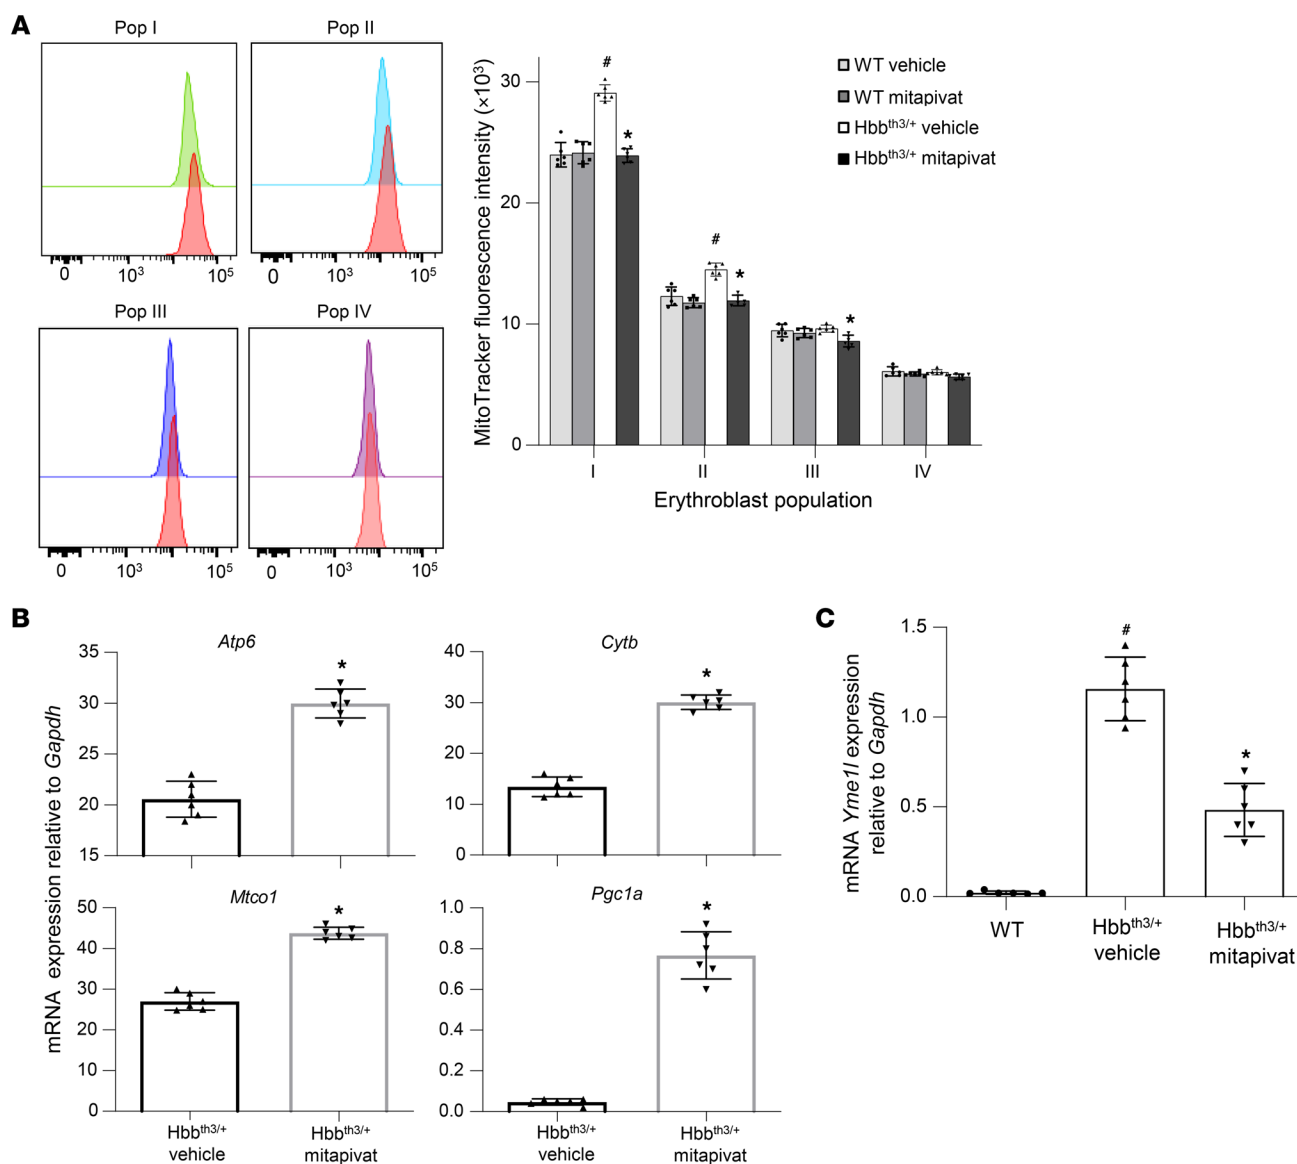 A
Pop I
Pop II
0 10³ 10⁵
0 10³ 10⁵
Pop III
Pop IV
0 10³ 10⁵
0 10³ 10⁵
MitoTracker fluorescence intensity (×10³)
30
20
10
0
#
*
#
*
*
I II III IV
Erythroblast population
WT vehicle
WT mitapivat
Hbbth3/+ vehicle
Hbbth3/+ mitapivat
B
mRNA expression relative to Gapdh
Atp6
35
30
25
20
15
*
Cytb
40
30
20
10
0
*
Mtco1
50
40
30
20
10
0
*
Hbbth3/+
vehicle
Hbbth3/+
mitapivat
Pgc1a
1.0
0.8
0.6
0.4
0.2
0.0
*
Hbbth3/+
vehicle
Hbbth3/+
mitapivat
C
mRNA Yme1l expression
relative to Gapdh
1.5
1.0
0.5
0.0
#
*
WT
Hbbth3/+
vehicle
Hbbth3/+
mitapivat